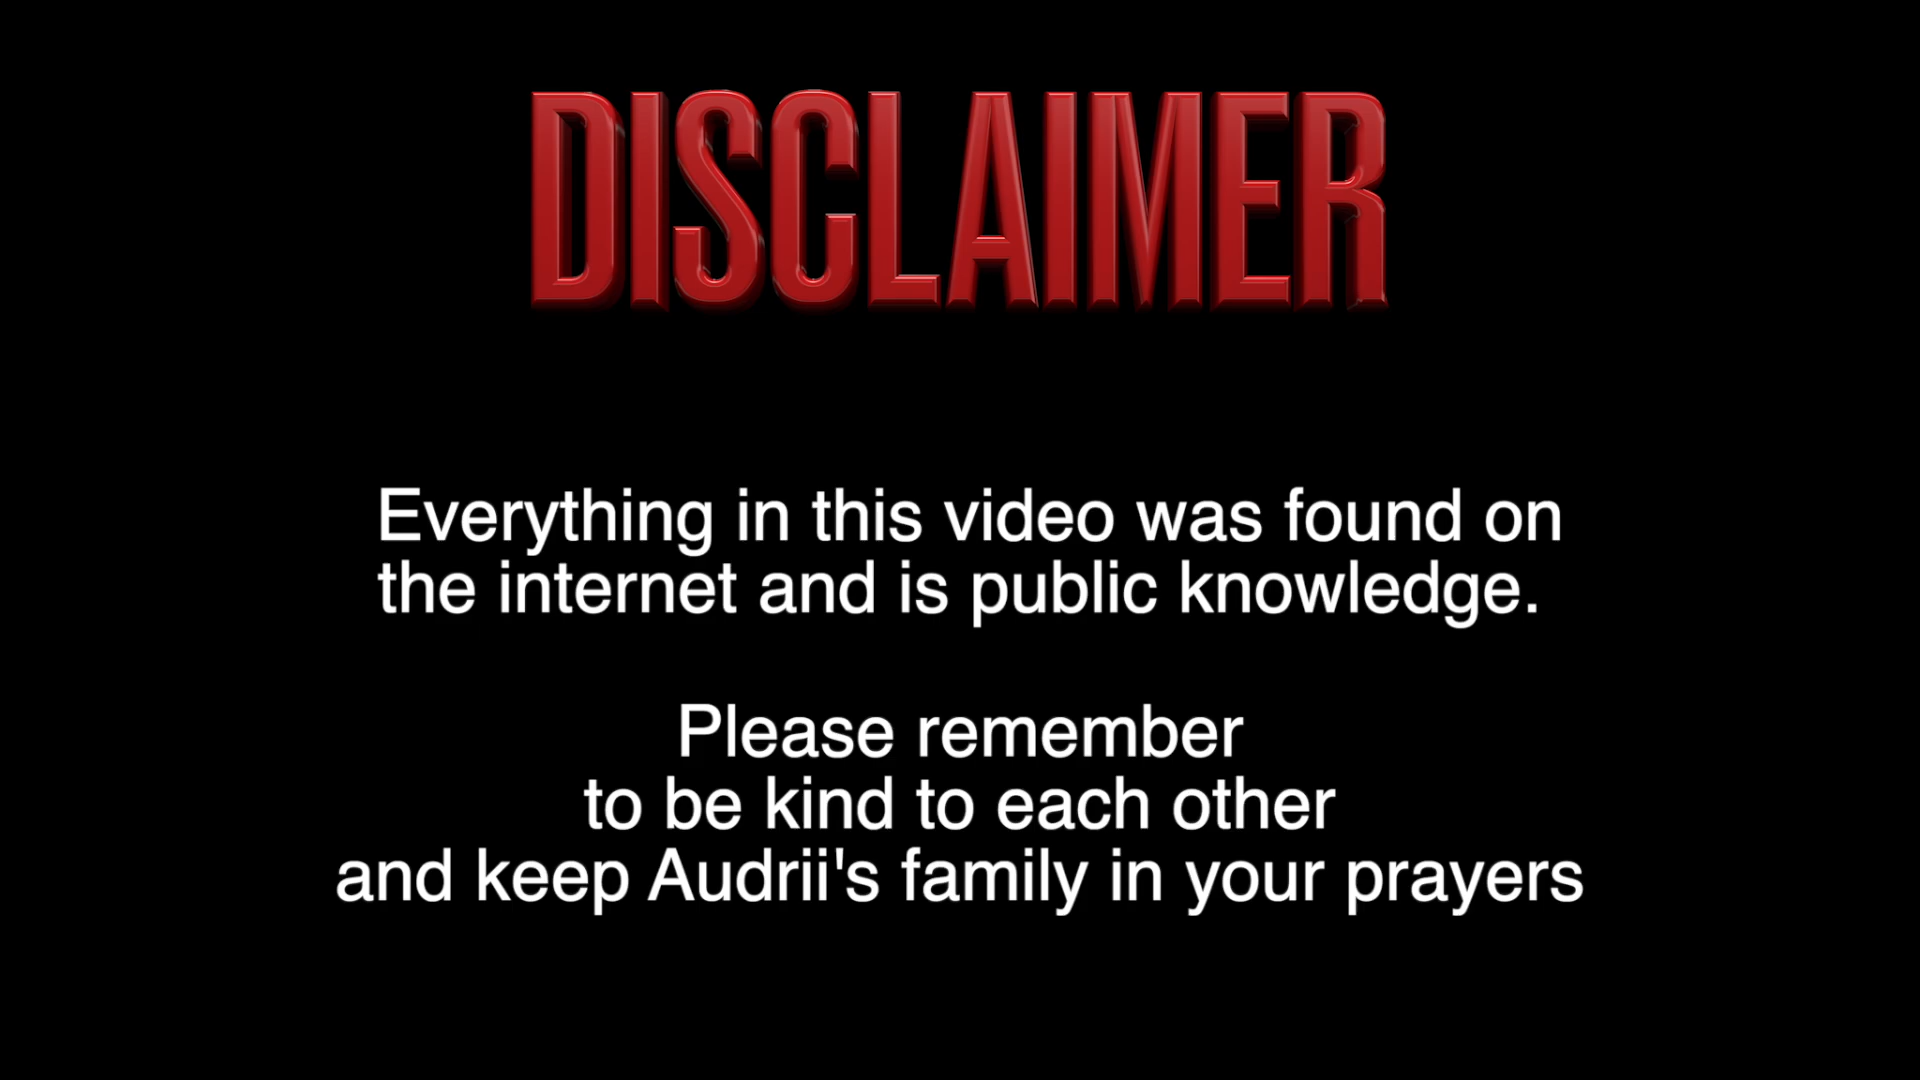 DISCLAIMER
Everything in this video was found on
the internet and is public knowledge.
Please remember
to be kind to each other
and keep Audrii's family in your prayers